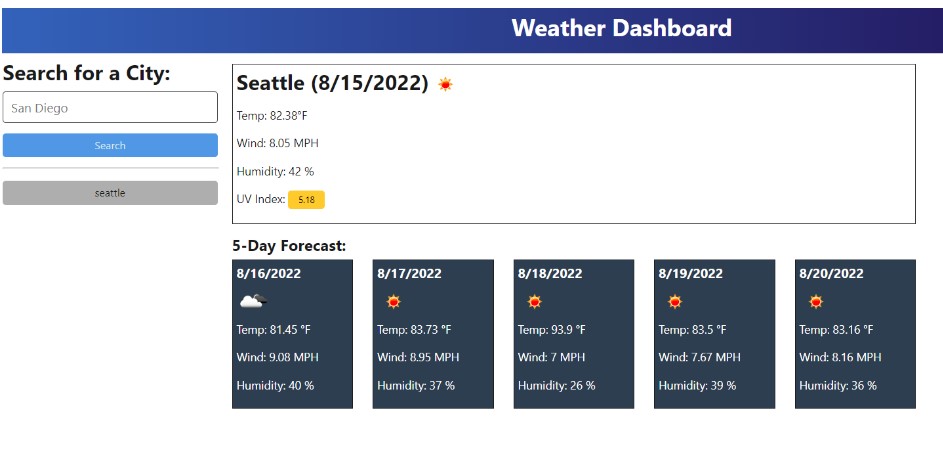 Weather Dashboard
Search for a City:
San Diego
Search
seattle
Seattle (8/15/2022)
Temp: 82.38°F
Wind: 8.05 MPH
Humidity: 42 %
UV Index: 5.18
5-Day Forecast:
8/16/2022
Temp: 81.45 °F
Wind: 9.08 MPH
Humidity: 40 %
8/17/2022
Temp: 83.73 °F
Wind: 8.95 MPH
Humidity: 37 %
8/18/2022
Temp: 93.9 °F
Wind: 7 MPH
Humidity: 26 %
8/19/2022
Temp: 83.5 °F
Wind: 7.67 MPH
Humidity: 39 %
8/20/2022
Temp: 83.16 °F
Wind: 8.16 MPH
Humidity: 36 %